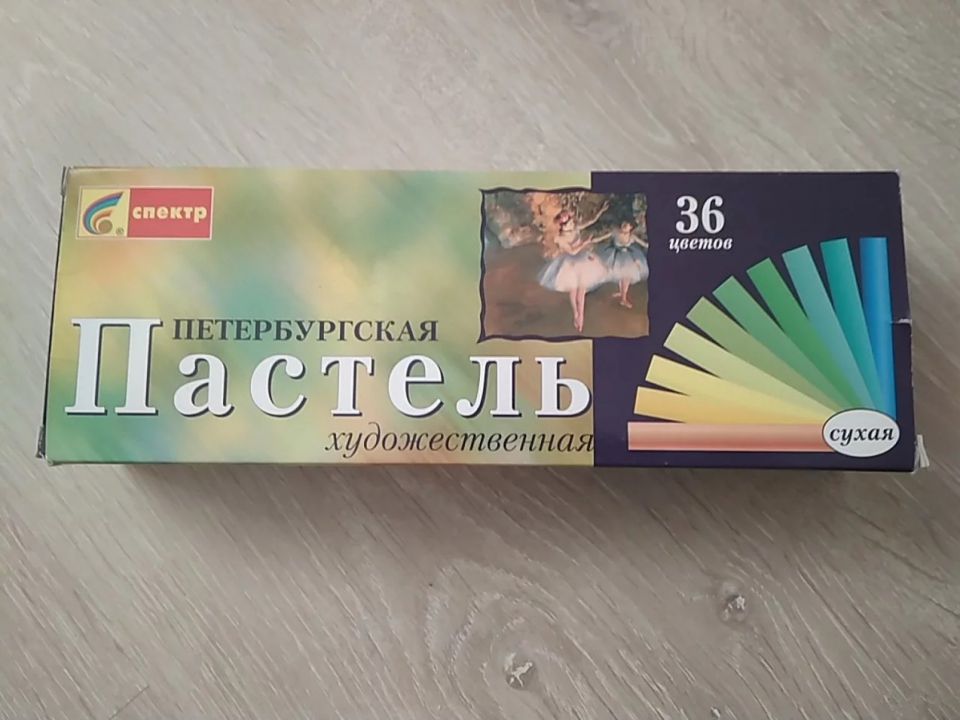 спектр
®
36
цветов
ПЕТЕРБУРГСКАЯ
Пастель
художественная
сухая